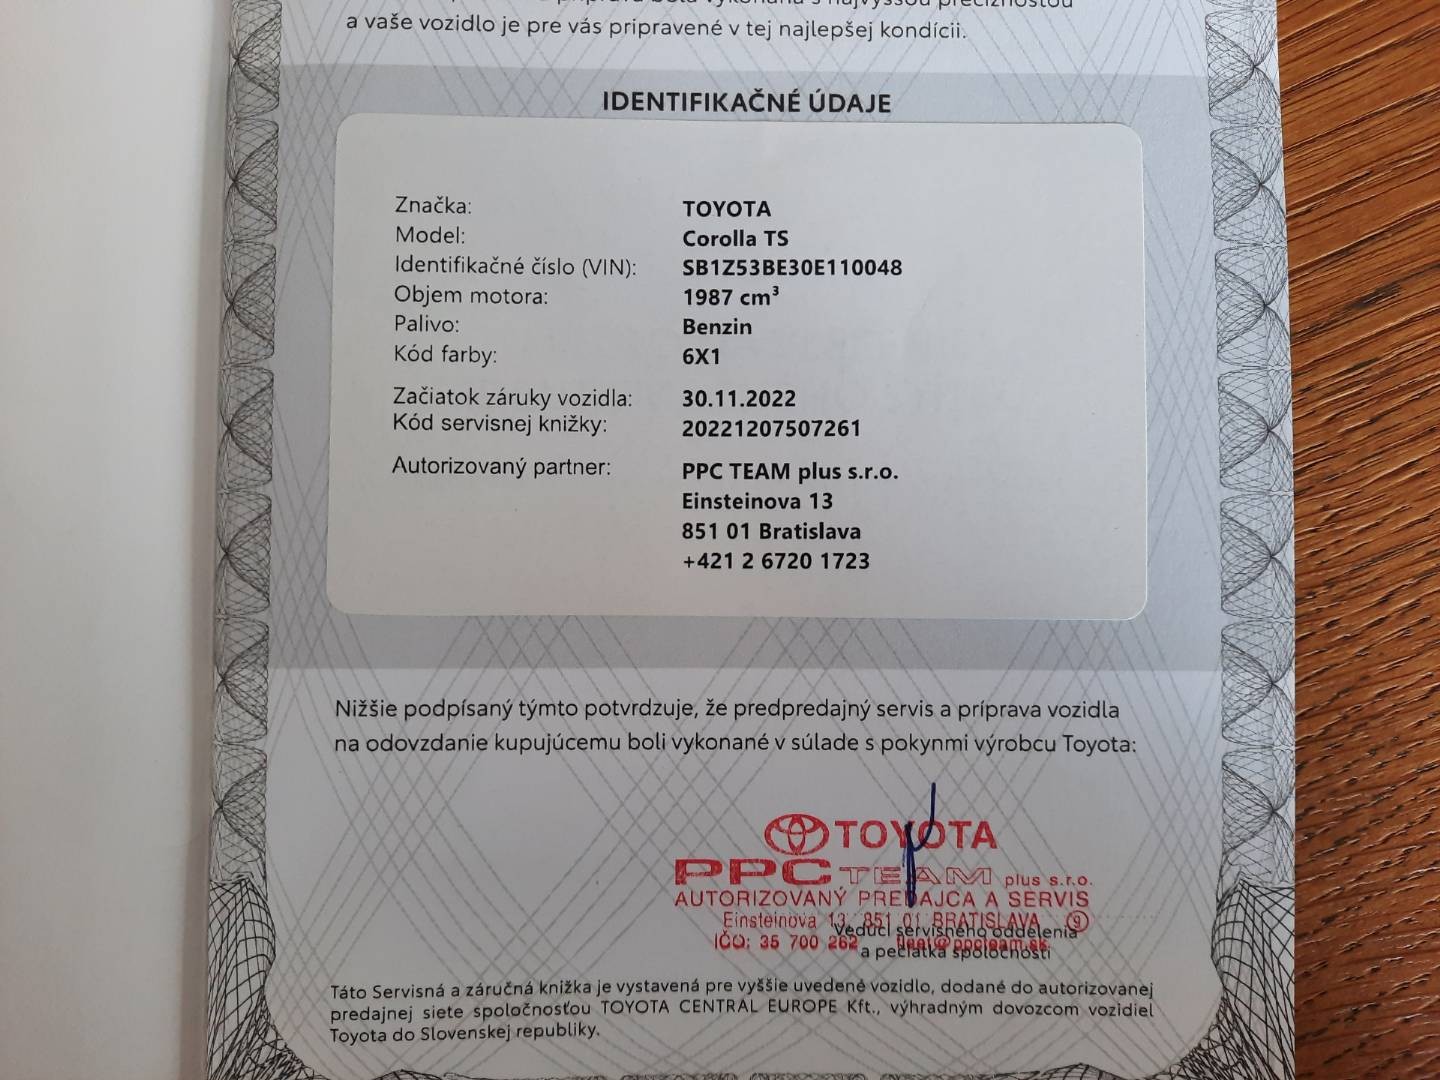 a vaše vozidlo je pre vás pripravené v tej najlepšej kondícii.
IDENTIFIKAČNÉ ÚDAJE
Značka: TOYOTA
Model: Corolla TS
Identifikačné číslo (VIN): SB1Z53BE30E110048
Objem motora: 1987 cm³
Palivo: Benzin
Kód farby: 6X1
Začiatok záruky vozidla: 30.11.2022
Kód servisnej knižky: 20221207507261
Autorizovaný partner: PPC TEAM plus s.r.o.
Einsteinova 13
851 01 Bratislava
+421 2 6720 1723
Nižšie podpísaný týmto potvrdzuje, že predpredajný servis a príprava vozidla
na odovzdanie kupujúcemu boli vykonané v súlade s pokynmi výrobcu Toyota:
TOYOTA
PPC TEAM plus s.r.o.
AUTORIZOVANÝ PREDAJCA A SERVIS
Einsteinova 13, 851 01 BRATISLAVA 9
Vedúci servisného oddelenia
IČO: 35 700 262
a pečiatka spoločnosti
Táto Servisná a záručná knižka je vystavená pre vyššie uvedené vozidlo, dodané do autorizovanej
predajnej siete spoločnosťou TOYOTA CENTRAL EUROPE Kft., výhradným dovozcom vozidiel
Toyota do Slovenskej republiky.